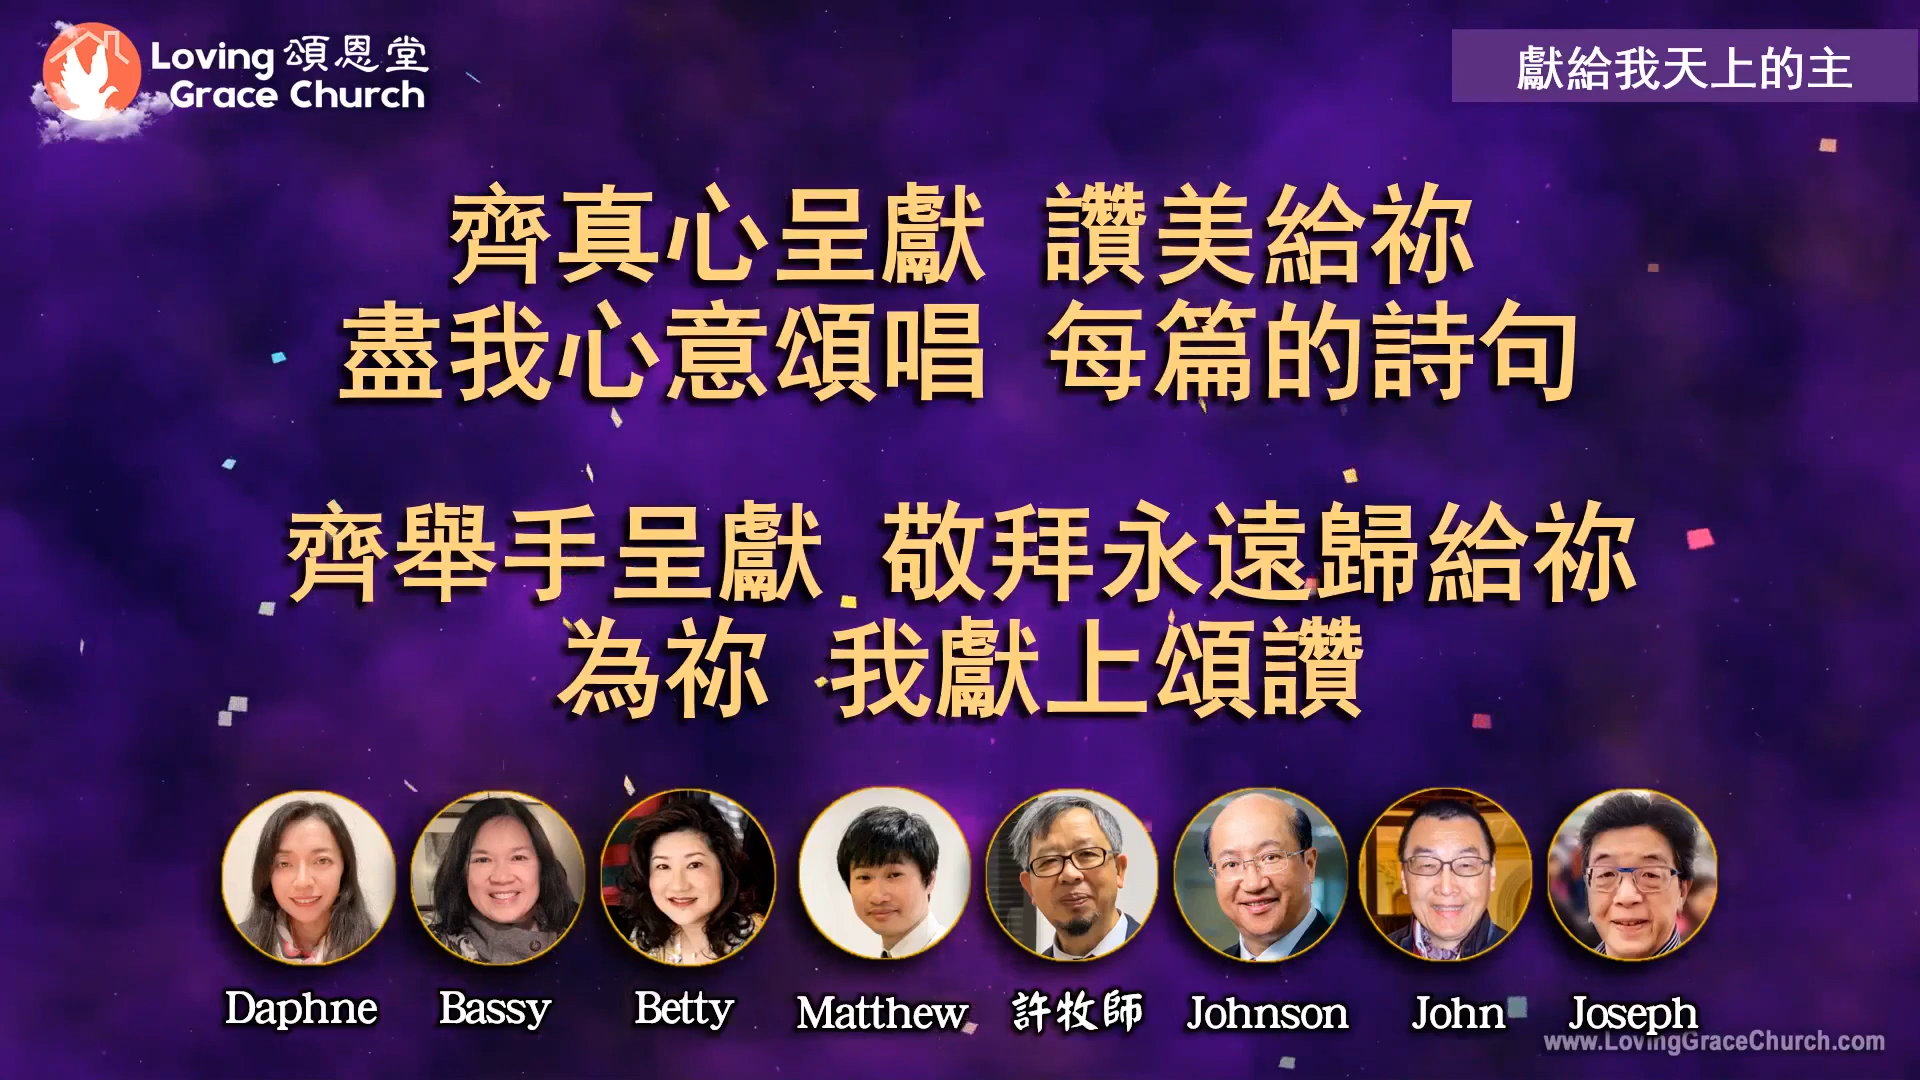 Loving 頌恩堂
Grace Church
獻給我天上的主
齊真心呈獻 讚美給祢
盡我心意頌唱 每篇的詩句
齊舉手呈獻 敬拜永遠歸給祢
為祢 我獻上頌讚
Daphne Bassy Betty Matthew 許牧師 Johnson John Joseph
www.LovingGraceChurch.com